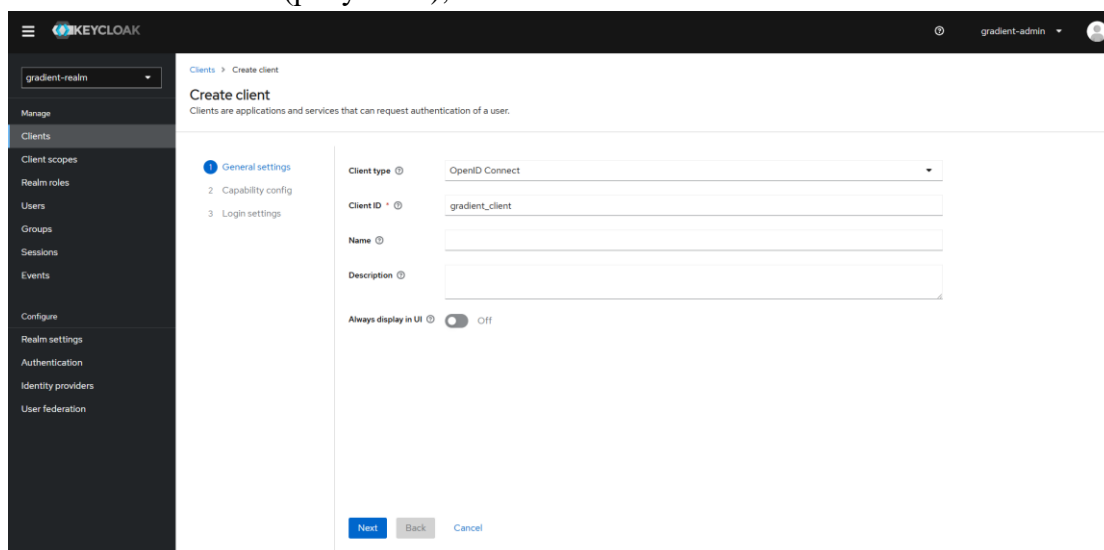 KEYCLOAK
gradient-admin
gradient-realm
Manage
Clients
Client scopes
Realm roles
Users
Groups
Sessions
Events
Configure
Realm settings
Authentication
Identity providers
User federation
Clients > Create client
Create client
Clients are applications and services that can request authentication of a user.
1 General settings
2 Capability config
3 Login settings
Client type OpenID Connect
Client ID * gradient_client
Name
Description
Always display in UI Off
Next Back Cancel